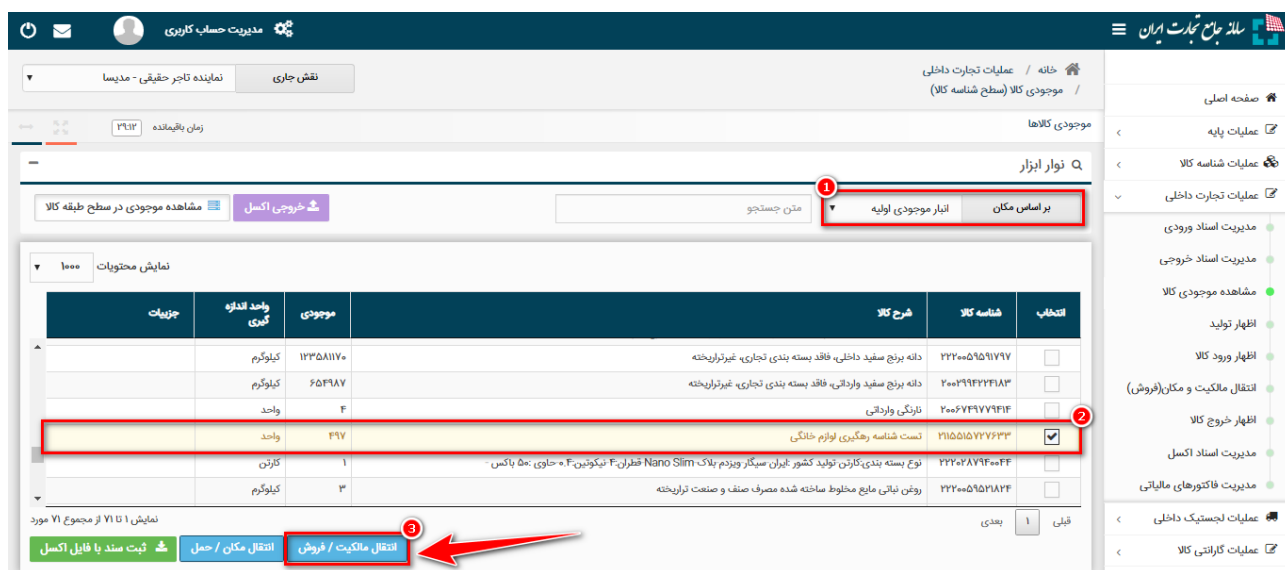 سامانه جامع تجارت ایران
مدیریت حساب کاربری
خانه / عملیات تجارت داخلی
/ موجودی کالا (سطح شناسه کالا)
نقش جاری
نماینده تاجر حقیقی - مدیسا
موجودی کالاها
زمان باقیمانده ۲۹:۱۲
نوار ابزار
1
بر اساس مکان
انبار موجودی اولیه
متن جستجو
خروجی اکسل
مشاهده موجودی در سطح طبقه کالا
نمایش محتویات ۱۰۰۰
انتخاب شناسه کالا شرح کالا موجودی واحد اندازه گیری جزییات
۲۲۲۰۰۵۹۵۹۱۷۹۷ دانه برنج سفید داخلی، فاقد بسته بندی تجاری، غیرتراریخته ۱۲۳۵۸۱۱۷۰ کیلوگرم
۲۰۰۲۹۹۴۲۲۴۱۸۳ دانه برنج سفید وارداتی، فاقد بسته بندی تجاری، غیرتراریخته ۶۵۴۹۸۷ کیلوگرم
۲۰۰۶۷۴۹۷۷۹۴۱۴ نارنگی وارداتی ۴ واحد
2
۲۱۱۵۵۱۵۷۲۷۶۳۳ تست شناسه رهگیری لوازم خانگی ۴۹۷ واحد
۲۲۲۰۲۸۷۹۴۰۰۴۴ نوع بسته بندی:کارتن-تولید کشور :ایران-سیگار-ویزدم بلاک-Nano Slim قطران:۴ نیکوتین:۰.۴-حاوی :۵۰ باکس - ۱ کارتن
۲۲۲۰۰۵۹۵۲۱۸۲۴ روغن نباتی مایع مخلوط ساخته شده مصرف صنف و صنعت تراریخته ۳ کیلوگرم
قبلی ۱ بعدی
نمایش ۱ تا ۷۱ از مجموع ۷۱ مورد
3
انتقال مالکیت / فروش
انتقال مکان / حمل
ثبت سند با فایل اکسل
صفحه اصلی
عملیات پایه
عملیات شناسه کالا
عملیات تجارت داخلی
مدیریت اسناد ورودی
مدیریت اسناد خروجی
مشاهده موجودی کالا
اظهار تولید
اظهار ورود کالا
انتقال مالکیت و مکان(فروش)
اظهار خروج کالا
مدیریت اسناد اکسل
مدیریت فاکتورهای مالیاتی
عملیات لجستیک داخلی
عملیات گارانتی کالا